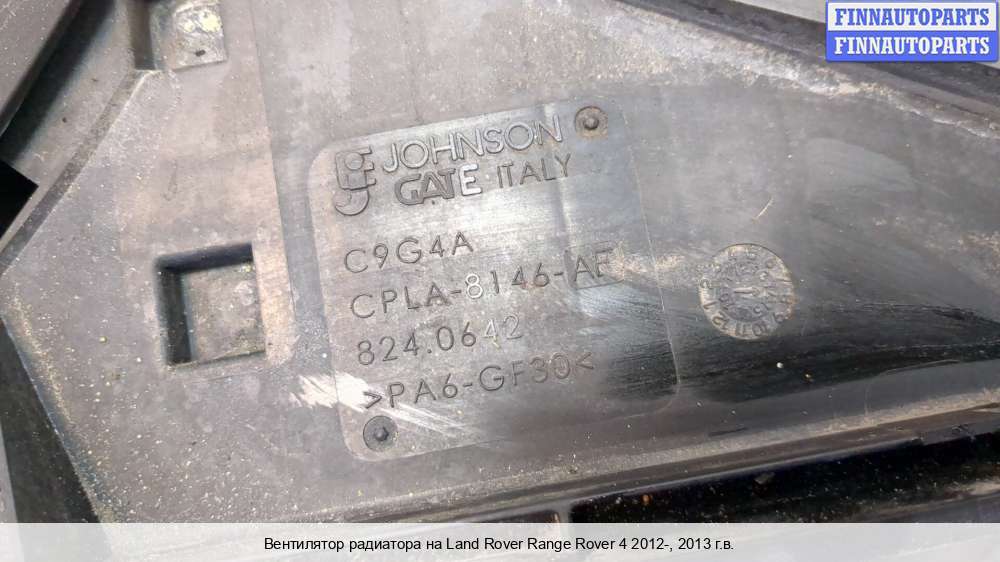 FINNAUTOPARTS
FINNAUTOPARTS
JOHNSON
GATE ITALY
C9G4A
CPLA-8146-AE
824.0642
>PA6-GF30<
Вентилятор радиатора на Land Rover Range Rover 4 2012-, 2013 г.в.